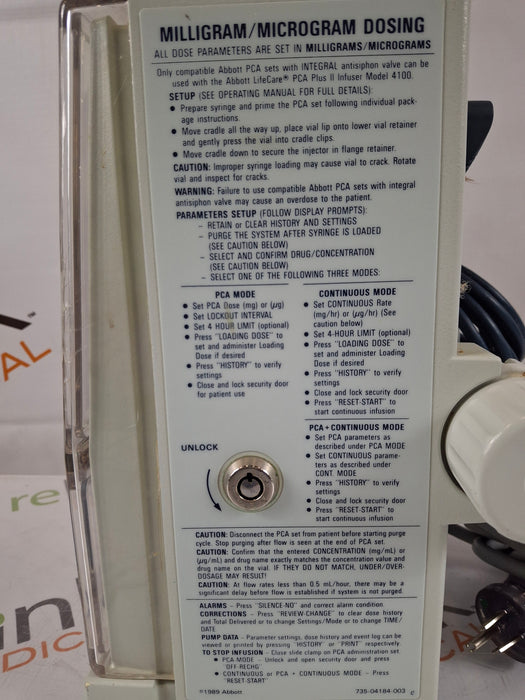 MILLIGRAM/MICROGRAM DOSING
ALL DOSE PARAMETERS ARE SET IN MILLIGRAMS/MICROGRAMS
Only compatible Abbott PCA sets with INTEGRAL antisiphon valve can be
used with the Abbott LifeCare® PCA Plus II Infuser Model 4100.
SETUP (SEE OPERATING MANUAL FOR FULL DETAILS):
● Prepare syringe and prime the PCA set following individual pack-
age instructions.
● Move cradle all the way up, place vial lip onto lower vial retainer
and gently press the vial into cradle clips.
● Move cradle down to secure the injector in flange retainer.
CAUTION: Improper syringe loading may cause vial to crack. Rotate
vial and inspect for cracks.
WARNING: Failure to use compatible Abbott PCA sets with integral
antisiphon valve may cause an overdose to the patient.
PARAMETERS SETUP (FOLLOW DISPLAY PROMPTS):
– RETAIN or CLEAR HISTORY AND SETTINGS
– PURGE THE SYSTEM AFTER SYRINGE IS LOADED
(SEE CAUTION BELOW)
– SELECT AND CONFIRM DRUG/CONCENTRATION
(SEE CAUTION BELOW)
– SELECT ONE OF THE FOLLOWING THREE MODES:
PCA MODE
● Set PCA Dose (mg) or (µg)
● Set LOCKOUT INTERVAL
● Set 4 HOUR LIMIT (optional)
● Press "LOADING DOSE" to
set and administer Loading
Dose if desired
● Press "HISTORY" to verify
settings
● Close and lock security door
for patient use
CONTINUOUS MODE
● Set CONTINUOUS Rate
(mg/hr) or (µg/hr) (See
caution below)
● Set 4-HOUR LIMIT (optional)
● Press "LOADING DOSE" to
set and administer Loading
Dose if desired
● Press "HISTORY" to verify
settings
● Close and lock security door
● Press "RESET-START" to
start continuous infusion
PCA + CONTINUOUS MODE
● Set PCA parameters as
described under PCA MODE
● Set CONTINUOUS parame-
ters as described under
CONT. MODE
● Press "HISTORY" to verify
settings
● Close and lock security door
● Press "RESET-START" to
start continuous infusion
UNLOCK
CAUTION: Disconnect the PCA set from patient before starting purge
cycle. Stop purging after flow is seen at the end of PCA set.
CAUTION: Confirm that the entered CONCENTRATION (mg/mL) or
(µg/mL) and drug name exactly matches the concentration value and
drug name on the vial. IF THEY DO NOT MATCH, UNDER/OVER-
DOSAGE MAY RESULT!
CAUTION: At flow rates less than 0.5 mL/hour, there may be a
significant delay before flow is established if system is not purged.
ALARMS – Press "SILENCE-NO" and correct alarm condition.
CORRECTIONS – Press "REVIEW-CHANGE" to clear dose history
and Total Delivered or to change Settings/Mode or to change TIME/
DATE.
PUMP DATA – Parameter settings, dose history and event log can be
viewed or printed by pressing "HISTORY" or "PRINT" respectively.
TO STOP INFUSION – Close slide clamp on PCA administration set.
● PCA MODE – Unlock and open security door and press
"OFF-RECHG"
● CONTINUOUS or PCA + CONTINUOUS MODE – Press
"RESET-START"
©1989 Abbott
735-04184-003 C
AL
ICAL
re
DIC
CAL